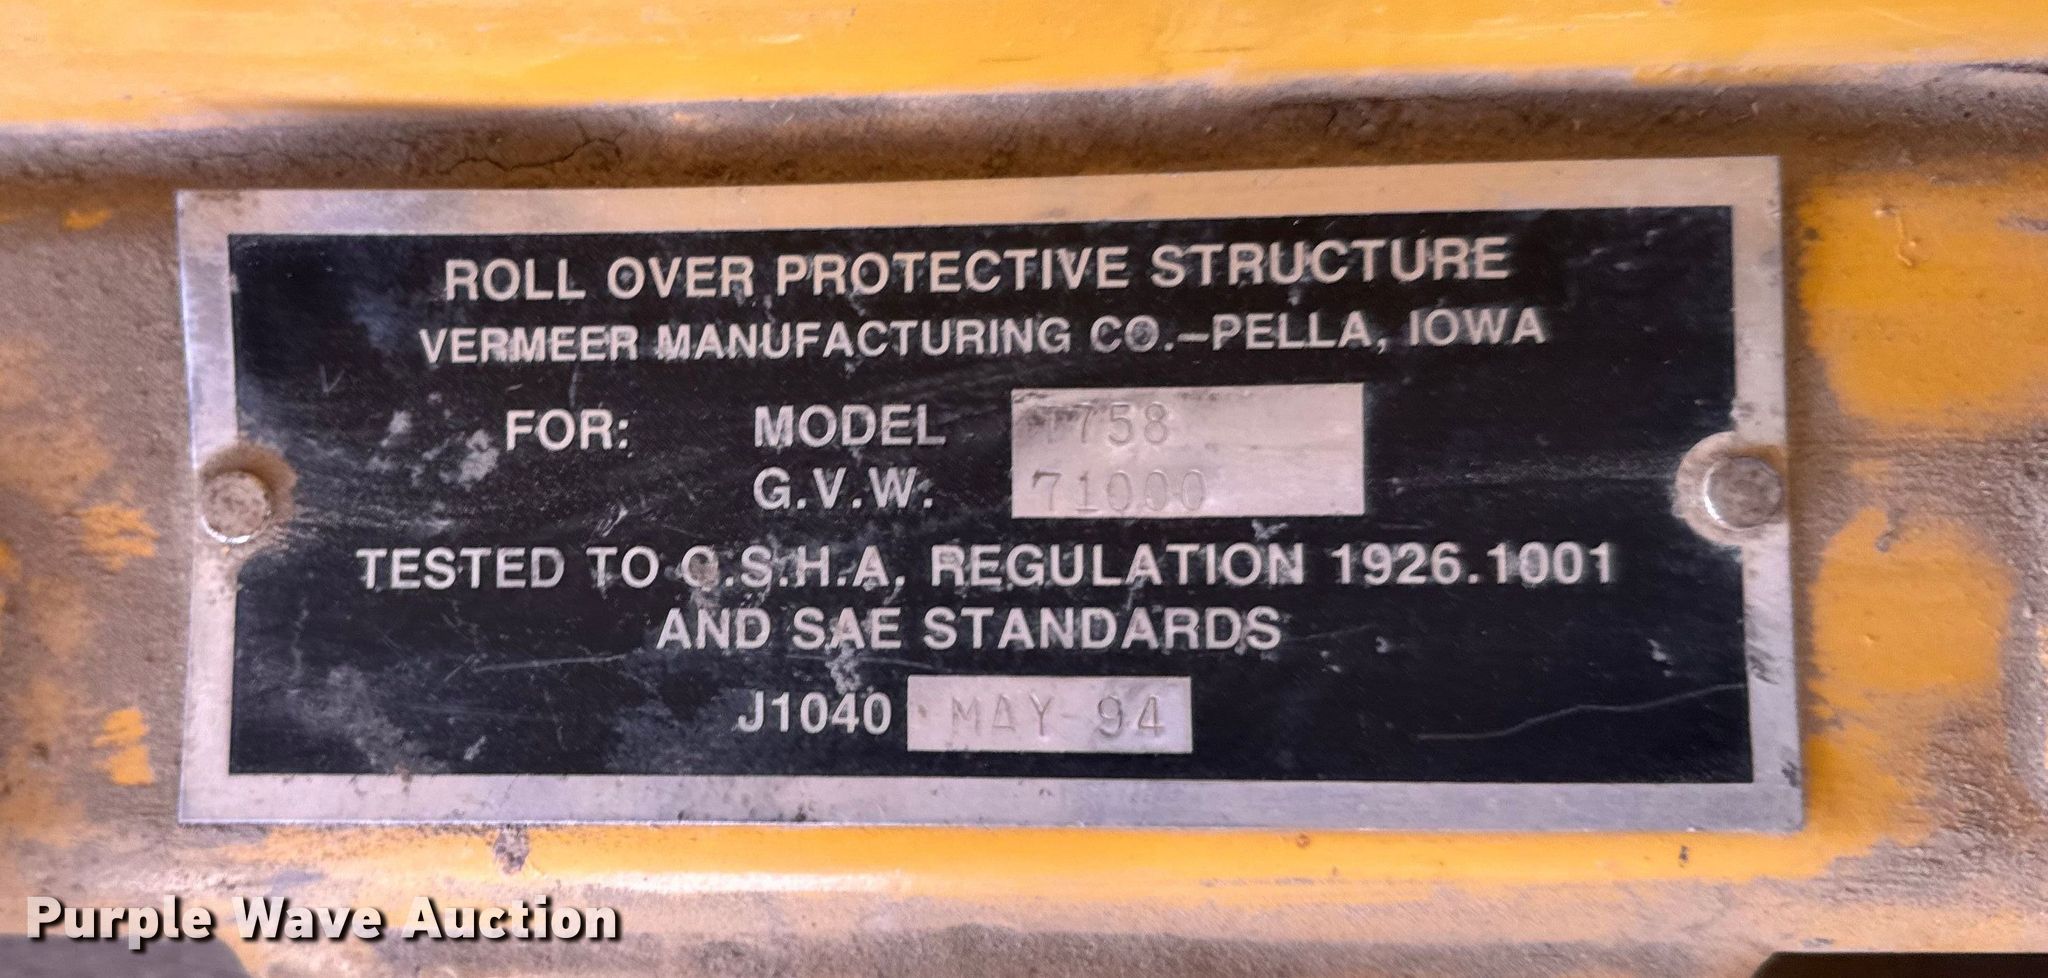 ROLL OVER PROTECTIVE STRUCTURE
VERMEER MANUFACTURING CO.-PELLA, IOWA
FOR: MODEL T758
G.V.W. 71000
TESTED TO O.S.H.A. REGULATION 1926.1001
AND SAE STANDARDS
J1040 MAY 94
Purple Wave Auction